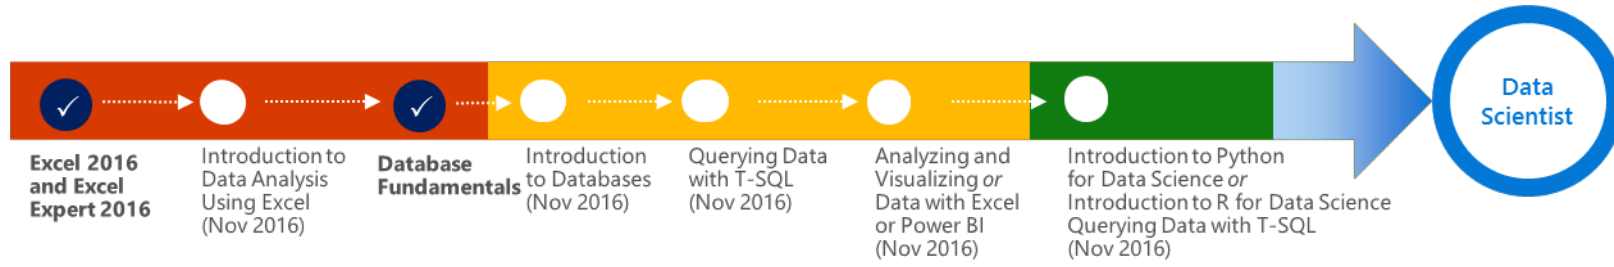 Excel 2016
and Excel
Expert 2016
Introduction to
Data Analysis
Using Excel
(Nov 2016)
Database
Fundamentals
Introduction
to Databases
(Nov 2016)
Querying Data
with T-SQL
(Nov 2016)
Analyzing and
Visualizing or
Data with Excel
or Power BI
(Nov 2016)
Introduction to Python
for Data Science or
Introduction to R for Data Science
Querying Data with T-SQL
(Nov 2016)
Data
Scientist